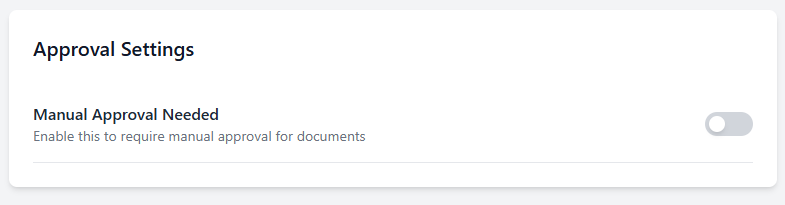 Approval Settings
Manual Approval Needed
Enable this to require manual approval for documents